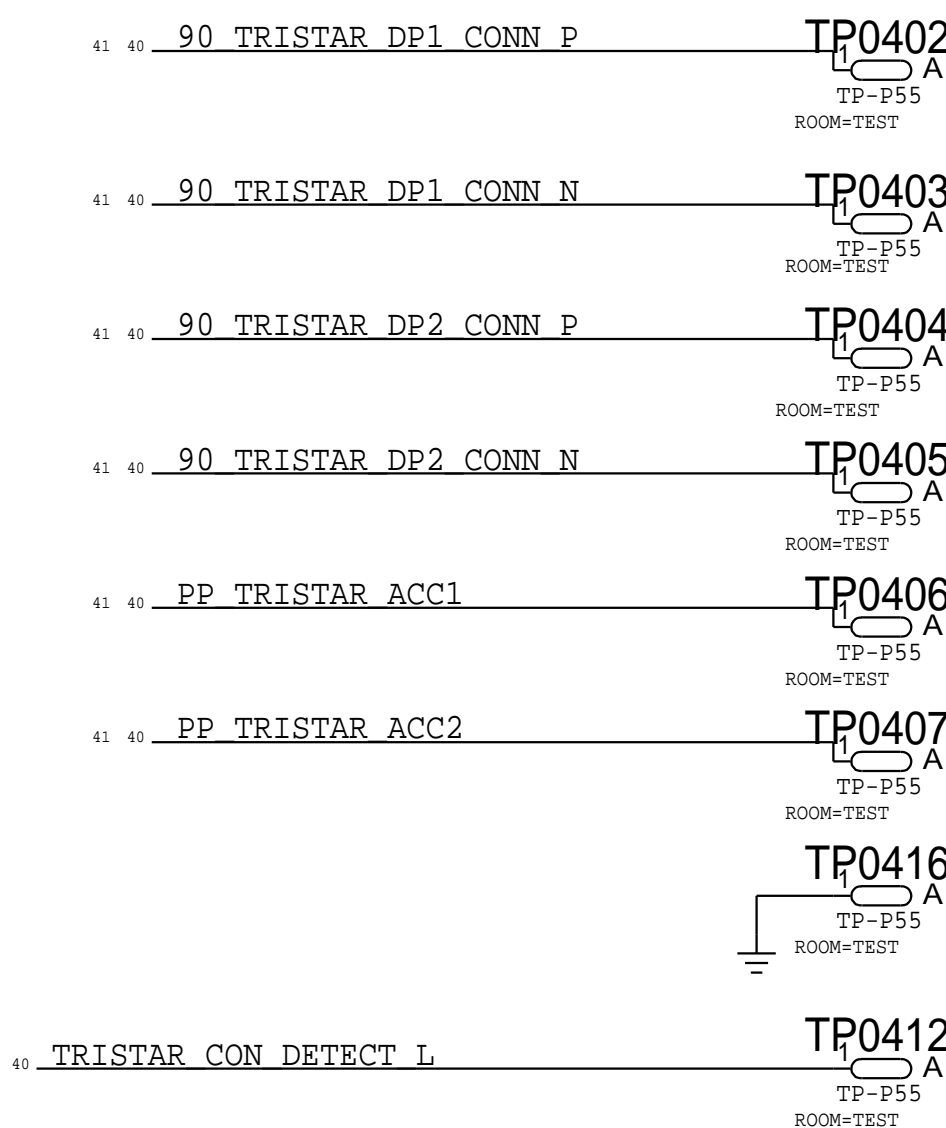 41 40 90_TRISTAR_DP1_CONN_P TP0402
1 A
TP-P55
ROOM=TEST
41 40 90_TRISTAR_DP1_CONN_N TP0403
1 A
TP-P55
ROOM=TEST
41 40 90_TRISTAR_DP2_CONN_P TP0404
1 A
TP-P55
ROOM=TEST
41 40 90_TRISTAR_DP2_CONN_N TP0405
1 A
TP-P55
ROOM=TEST
41 40 PP_TRISTAR_ACC1 TP0406
1 A
TP-P55
ROOM=TEST
41 40 PP_TRISTAR_ACC2 TP0407
1 A
TP-P55
ROOM=TEST
TP0416
1 A
TP-P55
ROOM=TEST
40 TRISTAR_CON_DETECT_L TP0412
1 A
TP-P55
ROOM=TEST